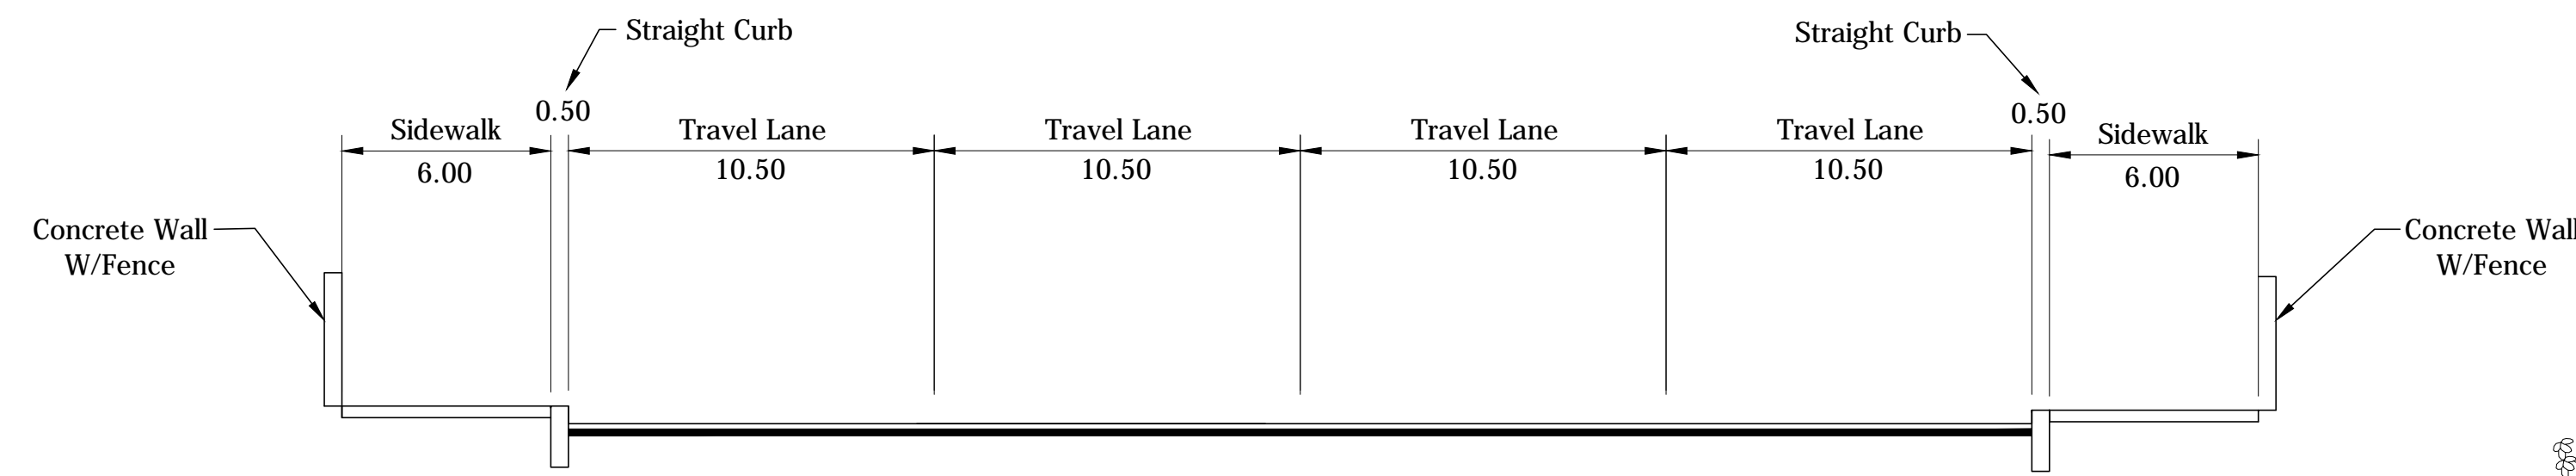 Straight Curb
Straight Curb
0.50
0.50
Sidewalk
Travel Lane
Travel Lane
Travel Lane
Travel Lane
Sidewalk
6.00
10.50
10.50
10.50
10.50
6.00
Concrete Wall
W/Fence
Concrete Wall
W/Fence